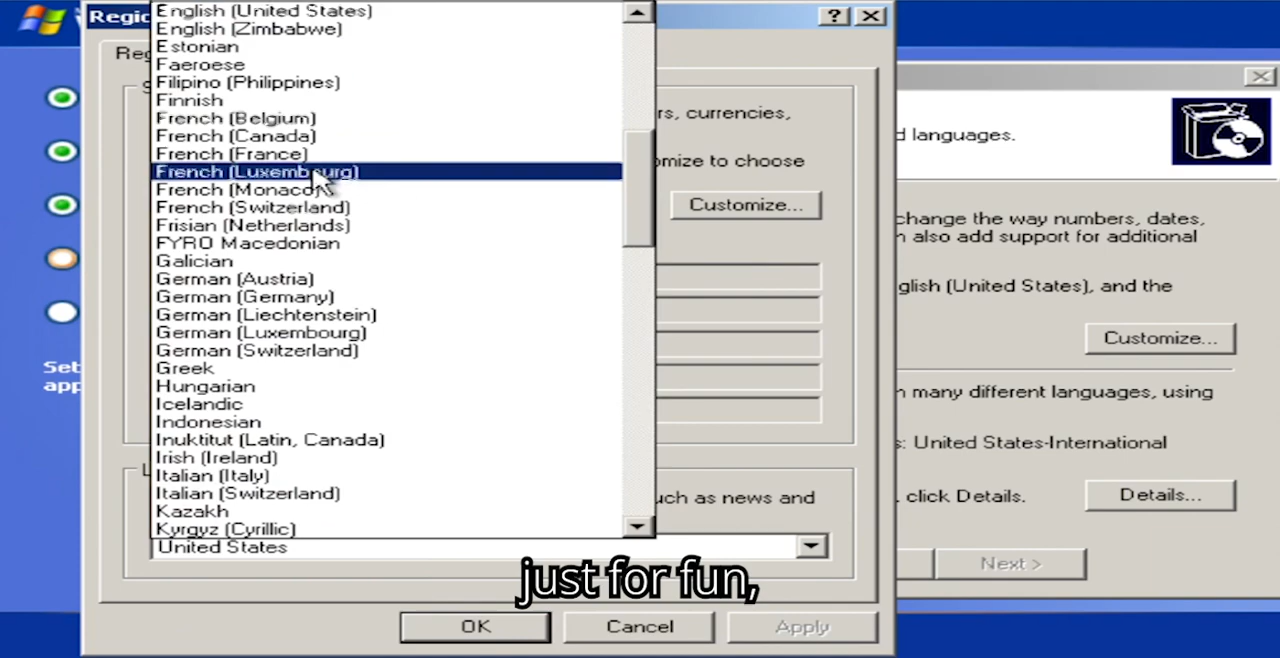 Regi
English (United States)
English (Zimbabwe)
Estonian
Faeroese
Filipino (Philippines)
Finnish
French (Belgium)
French (Canada)
French (France)
French (Luxembourg)
French (Monaco)
French (Switzerland)
Frisian (Netherlands)
FYRO Macedonian
Galician
German (Austria)
German (Germany)
German (Liechtenstein)
German (Luxembourg)
German (Switzerland)
Greek
Hungarian
Icelandic
Indonesian
Inuktitut (Latin, Canada)
Irish (Ireland)
Italian (Italy)
Italian (Switzerland)
Kazakh
Kyrgyz (Cyrillic)
United States
Reg
S
rs, currencies,
omize to choose
Customize...
uch as news and
OK
Cancel
Apply
d languages.
change the way numbers, dates,
n also add support for additional
glish (United States), and the
Customize...
n many different languages, using
s: United States-International
click Details.
Details...
Next >
Set
app
just for fun,